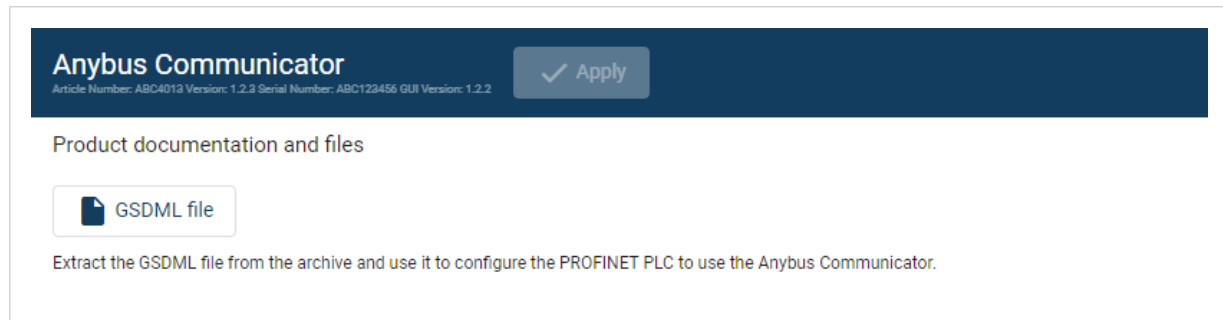 Anybus Communicator
Article Number: ABC4013 Version: 1.2.3 Serial Number: ABC123456 GUI Version: 1.2.2
Apply
Product documentation and files
GSDML file
Extract the GSDML file from the archive and use it to configure the PROFINET PLC to use the Anybus Communicator.